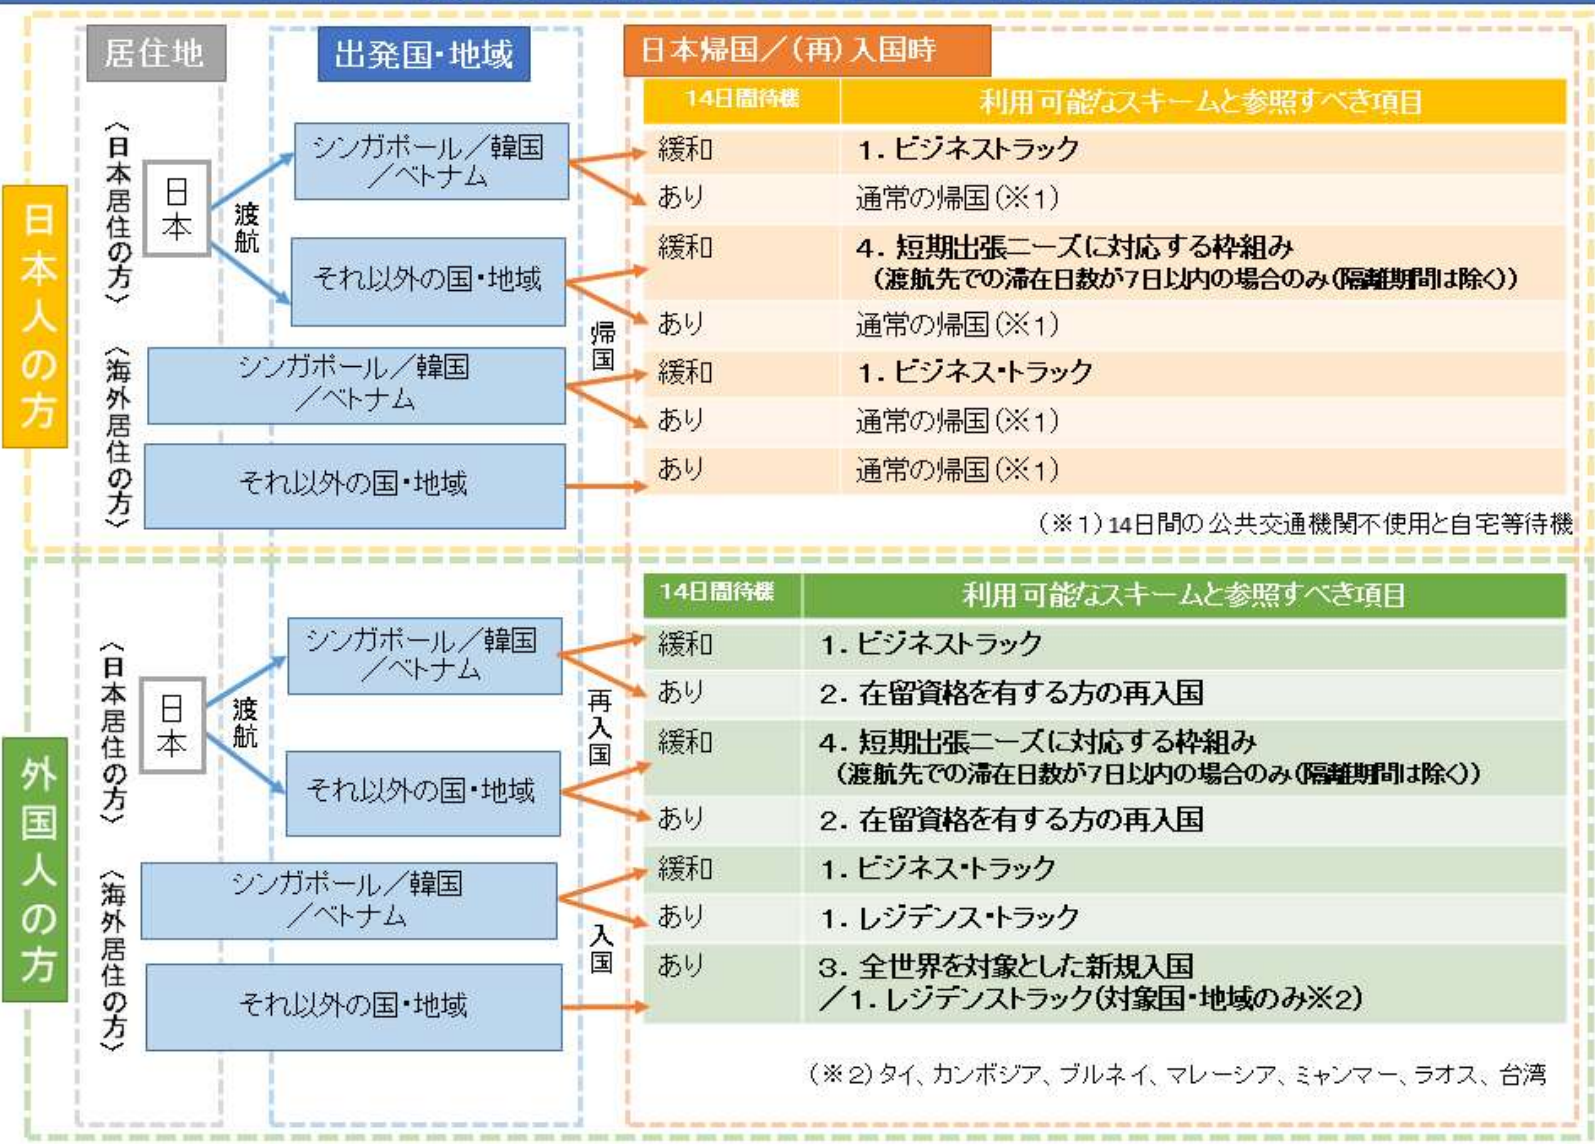 居住地
出発国・地域
日本帰国／（再）入国時
14日間待機
利用可能なスキームと参照すべき項目
日本人の方
〈日本居住の方〉
日本
渡航
シンガポール／韓国
／ベトナム
緩和
1. ビジネストラック
あり
通常の帰国（※1）
それ以外の国・地域
緩和
4. 短期出張ニーズに対応する枠組み
（渡航先での滞在日数が7日以内の場合のみ（隔離期間は除く））
あり
通常の帰国（※1）
帰国
〈海外居住の方〉
シンガポール／韓国
／ベトナム
緩和
1. ビジネス・トラック
あり
通常の帰国（※1）
それ以外の国・地域
あり
通常の帰国（※1）
（※1）14日間の公共交通機関不使用と自宅等待機
14日間待機
利用可能なスキームと参照すべき項目
外国人の方
〈日本居住の方〉
日本
渡航
シンガポール／韓国
／ベトナム
緩和
1. ビジネストラック
あり
2. 在留資格を有する方の再入国
再入国
それ以外の国・地域
緩和
4. 短期出張ニーズに対応する枠組み
（渡航先での滞在日数が7日以内の場合のみ（隔離期間は除く））
あり
2. 在留資格を有する方の再入国
〈海外居住の方〉
シンガポール／韓国
／ベトナム
緩和
1. ビジネス・トラック
あり
1. レジデンス・トラック
入国
それ以外の国・地域
あり
3. 全世界を対象とした新規入国
／1. レジデンストラック（対象国・地域のみ※2）
（※2）タイ、カンボジア、ブルネイ、マレーシア、ミャンマー、ラオス、台湾